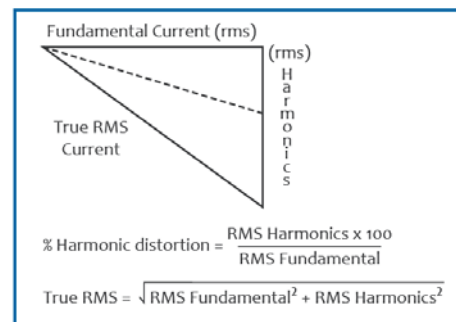 Fundamental Current (rms)
(rms)
Harmonics
True RMS
Current
% Harmonic distortion = RMS Harmonics x 100
RMS Fundamental
True RMS = √RMS Fundamental² + RMS Harmonics²